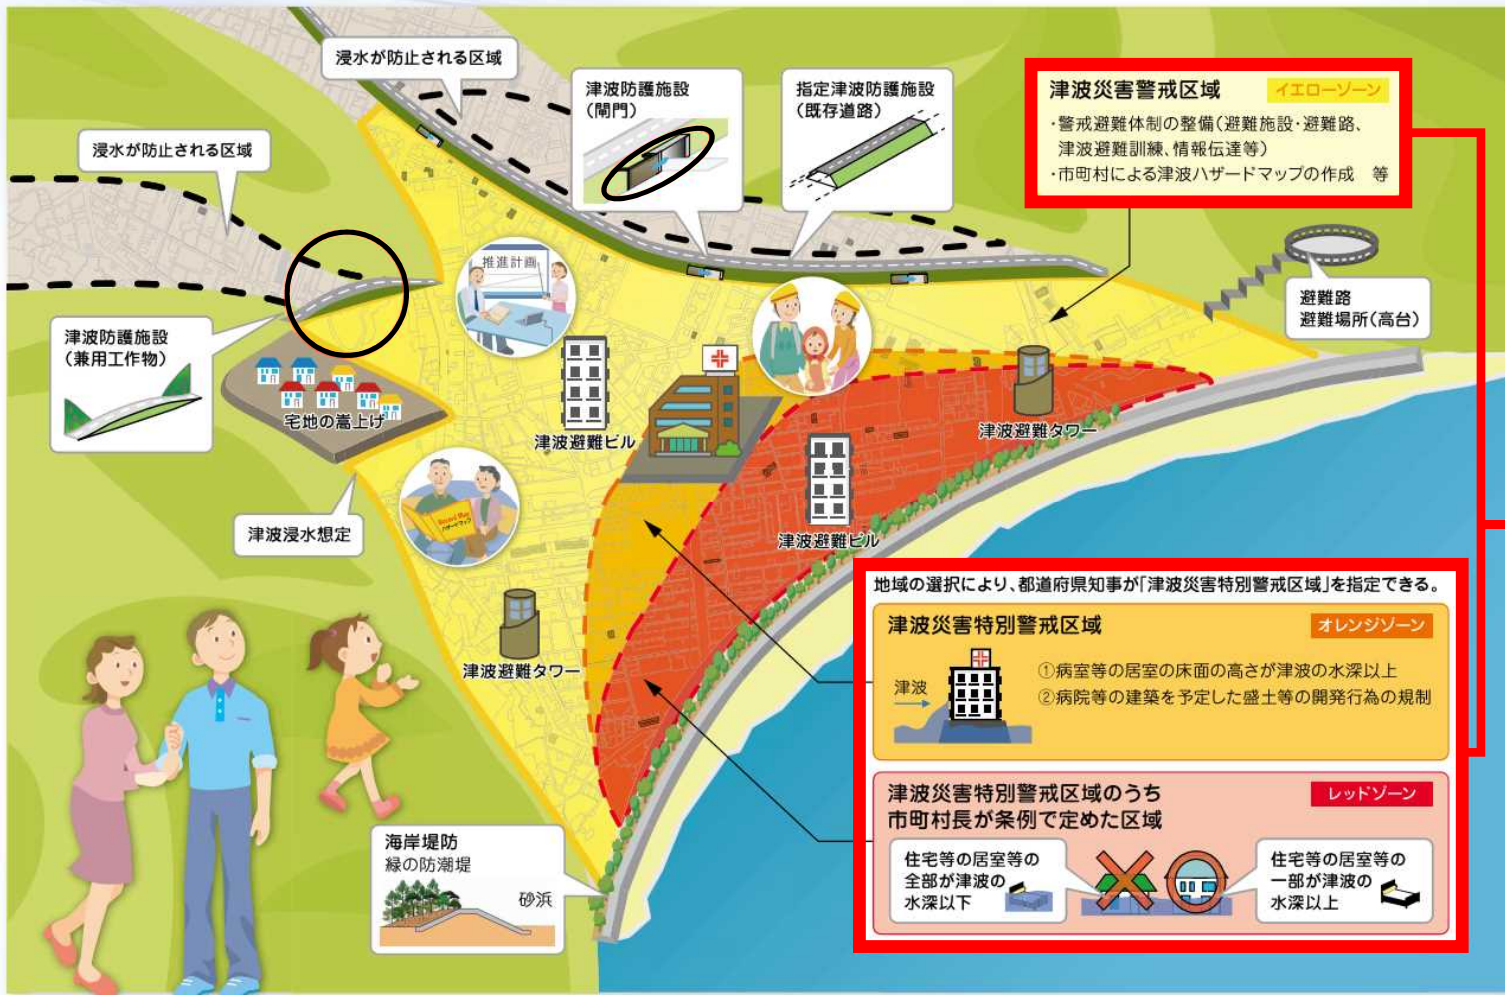 浸水が防止される区域
浸水が防止される区域
津波防護施設
(閘門)
指定津波防護施設
(既存道路)
津波災害警戒区域
イエローゾーン
・警戒避難体制の整備(避難施設・避難路、
津波避難訓練、情報伝達等)
・市町村による津波ハザードマップの作成 等
推進計画
避難路
避難場所(高台)
津波防護施設
(兼用工作物)
宅地の嵩上げ
津波避難ビル
津波避難タワー
津波避難ビル
津波浸水想定
ハザードマップ
津波避難タワー
地域の選択により、都道府県知事が「津波災害特別警戒区域」を指定できる。
津波災害特別警戒区域
オレンジゾーン
津波
①病室等の居室の床面の高さが津波の水深以上
②病院等の建築を予定した盛土等の開発行為の規制
津波災害特別警戒区域のうち
市町村長が条例で定めた区域
レッドゾーン
住宅等の居室等の
全部が津波の
水深以下
住宅等の居室等の
一部が津波の
水深以上
海岸堤防
緑の防潮堤
砂浜